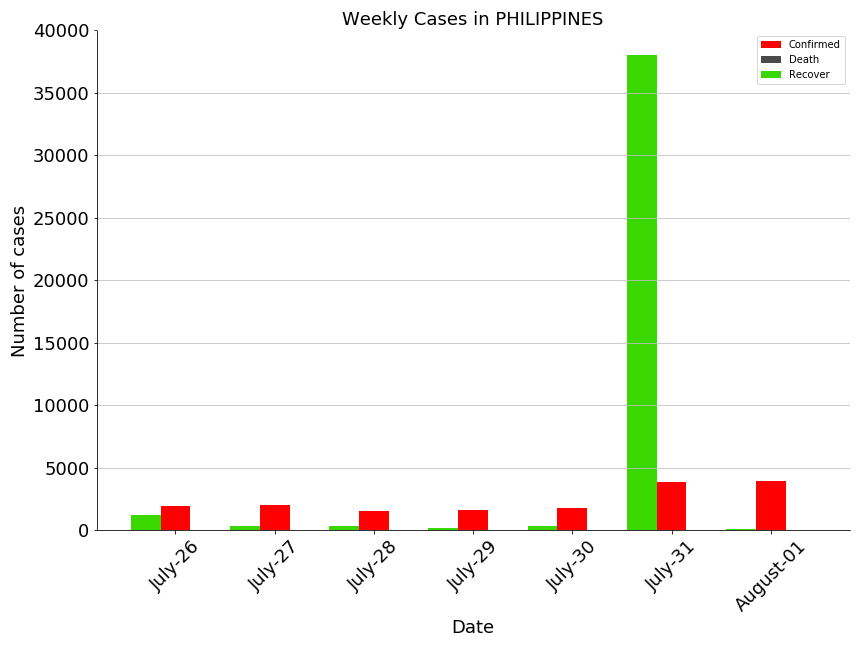 Weekly Cases in PHILIPPINES
Confirmed
Death
Recover
Number of cases
40000
35000
30000
25000
20000
15000
10000
5000
0
July-26
July-27
July-28
July-29
July-30
July-31
August-01
Date